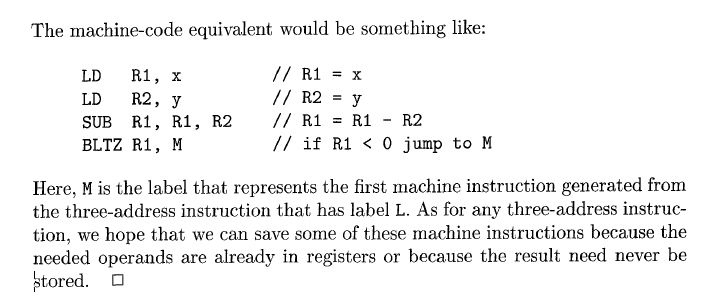 The machine-code equivalent would be something like:
LD R1, x // R1 = x
LD R2, y // R2 = y
SUB R1, R1, R2 // R1 = R1 - R2
BLTZ R1, M // if R1 < 0 jump to M
Here, M is the label that represents the first machine instruction generated from
the three-address instruction that has label L. As for any three-address instruc-
tion, we hope that we can save some of these machine instructions because the
needed operands are already in registers or because the result need never be
stored. □